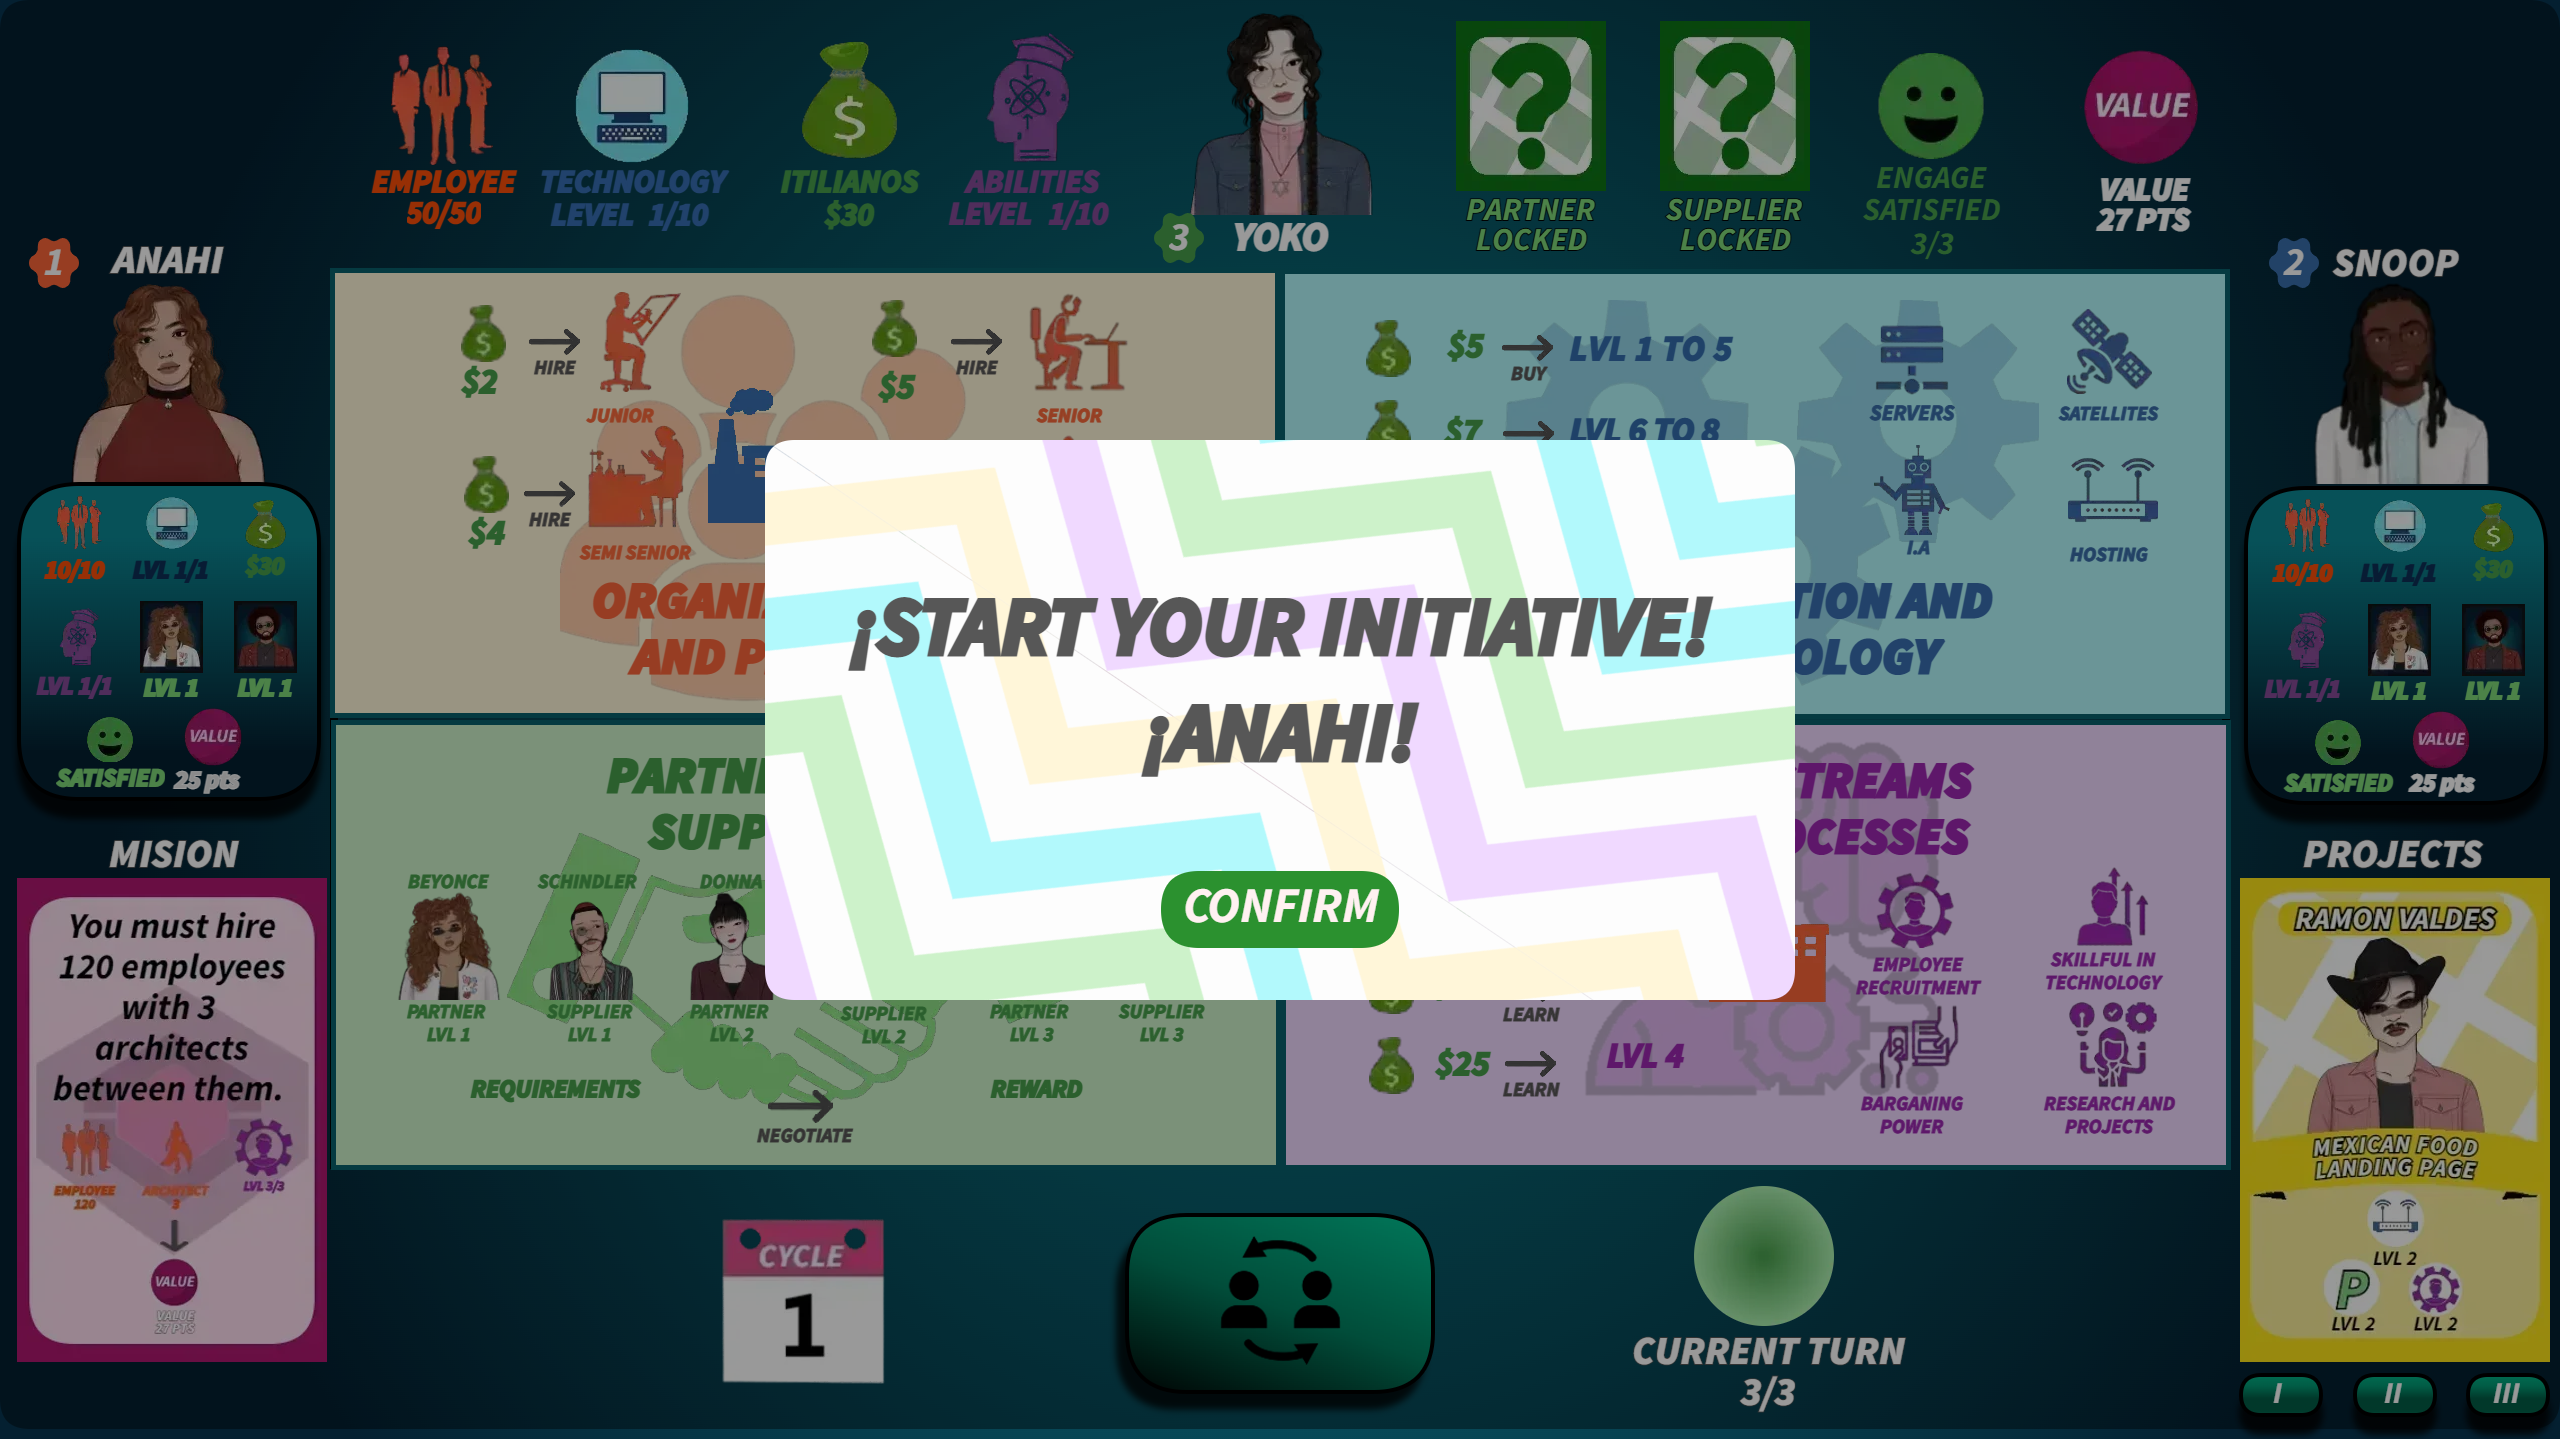 EMPLOYEE
50/50
TECHNOLOGY
LEVEL 1/10
$
ITILIANOS
$30
ABILITIES
LEVEL 1/10
3 YOKO
?
PARTNER
LOCKED
?
SUPPLIER
LOCKED
ENGAGE
SATISFIED
3/3
VALUE
VALUE
27 PTS
1 ANAHI
$
10/10
LVL 1/1
$30
LVL 1/1
LVL 1
LVL 1
VALUE
SATISFIED
25 pts
2 SNOOP
$
10/10
LVL 1/1
$30
LVL 1/1
LVL 1
LVL 1
VALUE
SATISFIED
25 pts
$
$2
HIRE
JUNIOR
$
$5
HIRE
SENIOR
$
$4
HIRE
SEMI SENIOR
ORGANI
AND P
$
$5
BUY
LVL 1 TO 5
$7
LVL 6 TO 8
SERVERS
SATELLITES
I.A
HOSTING
TION AND
OLOGY
¡START YOUR INITIATIVE!
¡ANAHI!
CONFIRM
PARTNE
SUPP
BEYONCE
SCHINDLER
DONNA
PARTNER
LVL 1
SUPPLIER
LVL 1
PARTNER
LVL 2
SUPPLIER
LVL 2
PARTNER
LVL 3
SUPPLIER
LVL 3
REQUIREMENTS
NEGOTIATE
REWARD
TREAMS
OCESSES
LEARN
$
$25
LEARN
LVL 4
EMPLOYEE
RECRUITMENT
SKILLFUL IN
TECHNOLOGY
BARGANING
POWER
RESEARCH AND
PROJECTS
MISION
You must hire
120 employees
with 3
architects
between them.
EMPLOYEE
120
ARCHITECT
3
LVL 3/3
VALUE
VALUE
27 PTS
PROJECTS
RAMON VALDES
MEXICAN FOOD
LANDING PAGE
LVL 2
P
LVL 2
LVL 2
I
II
III
CYCLE
1
CURRENT TURN
3/3